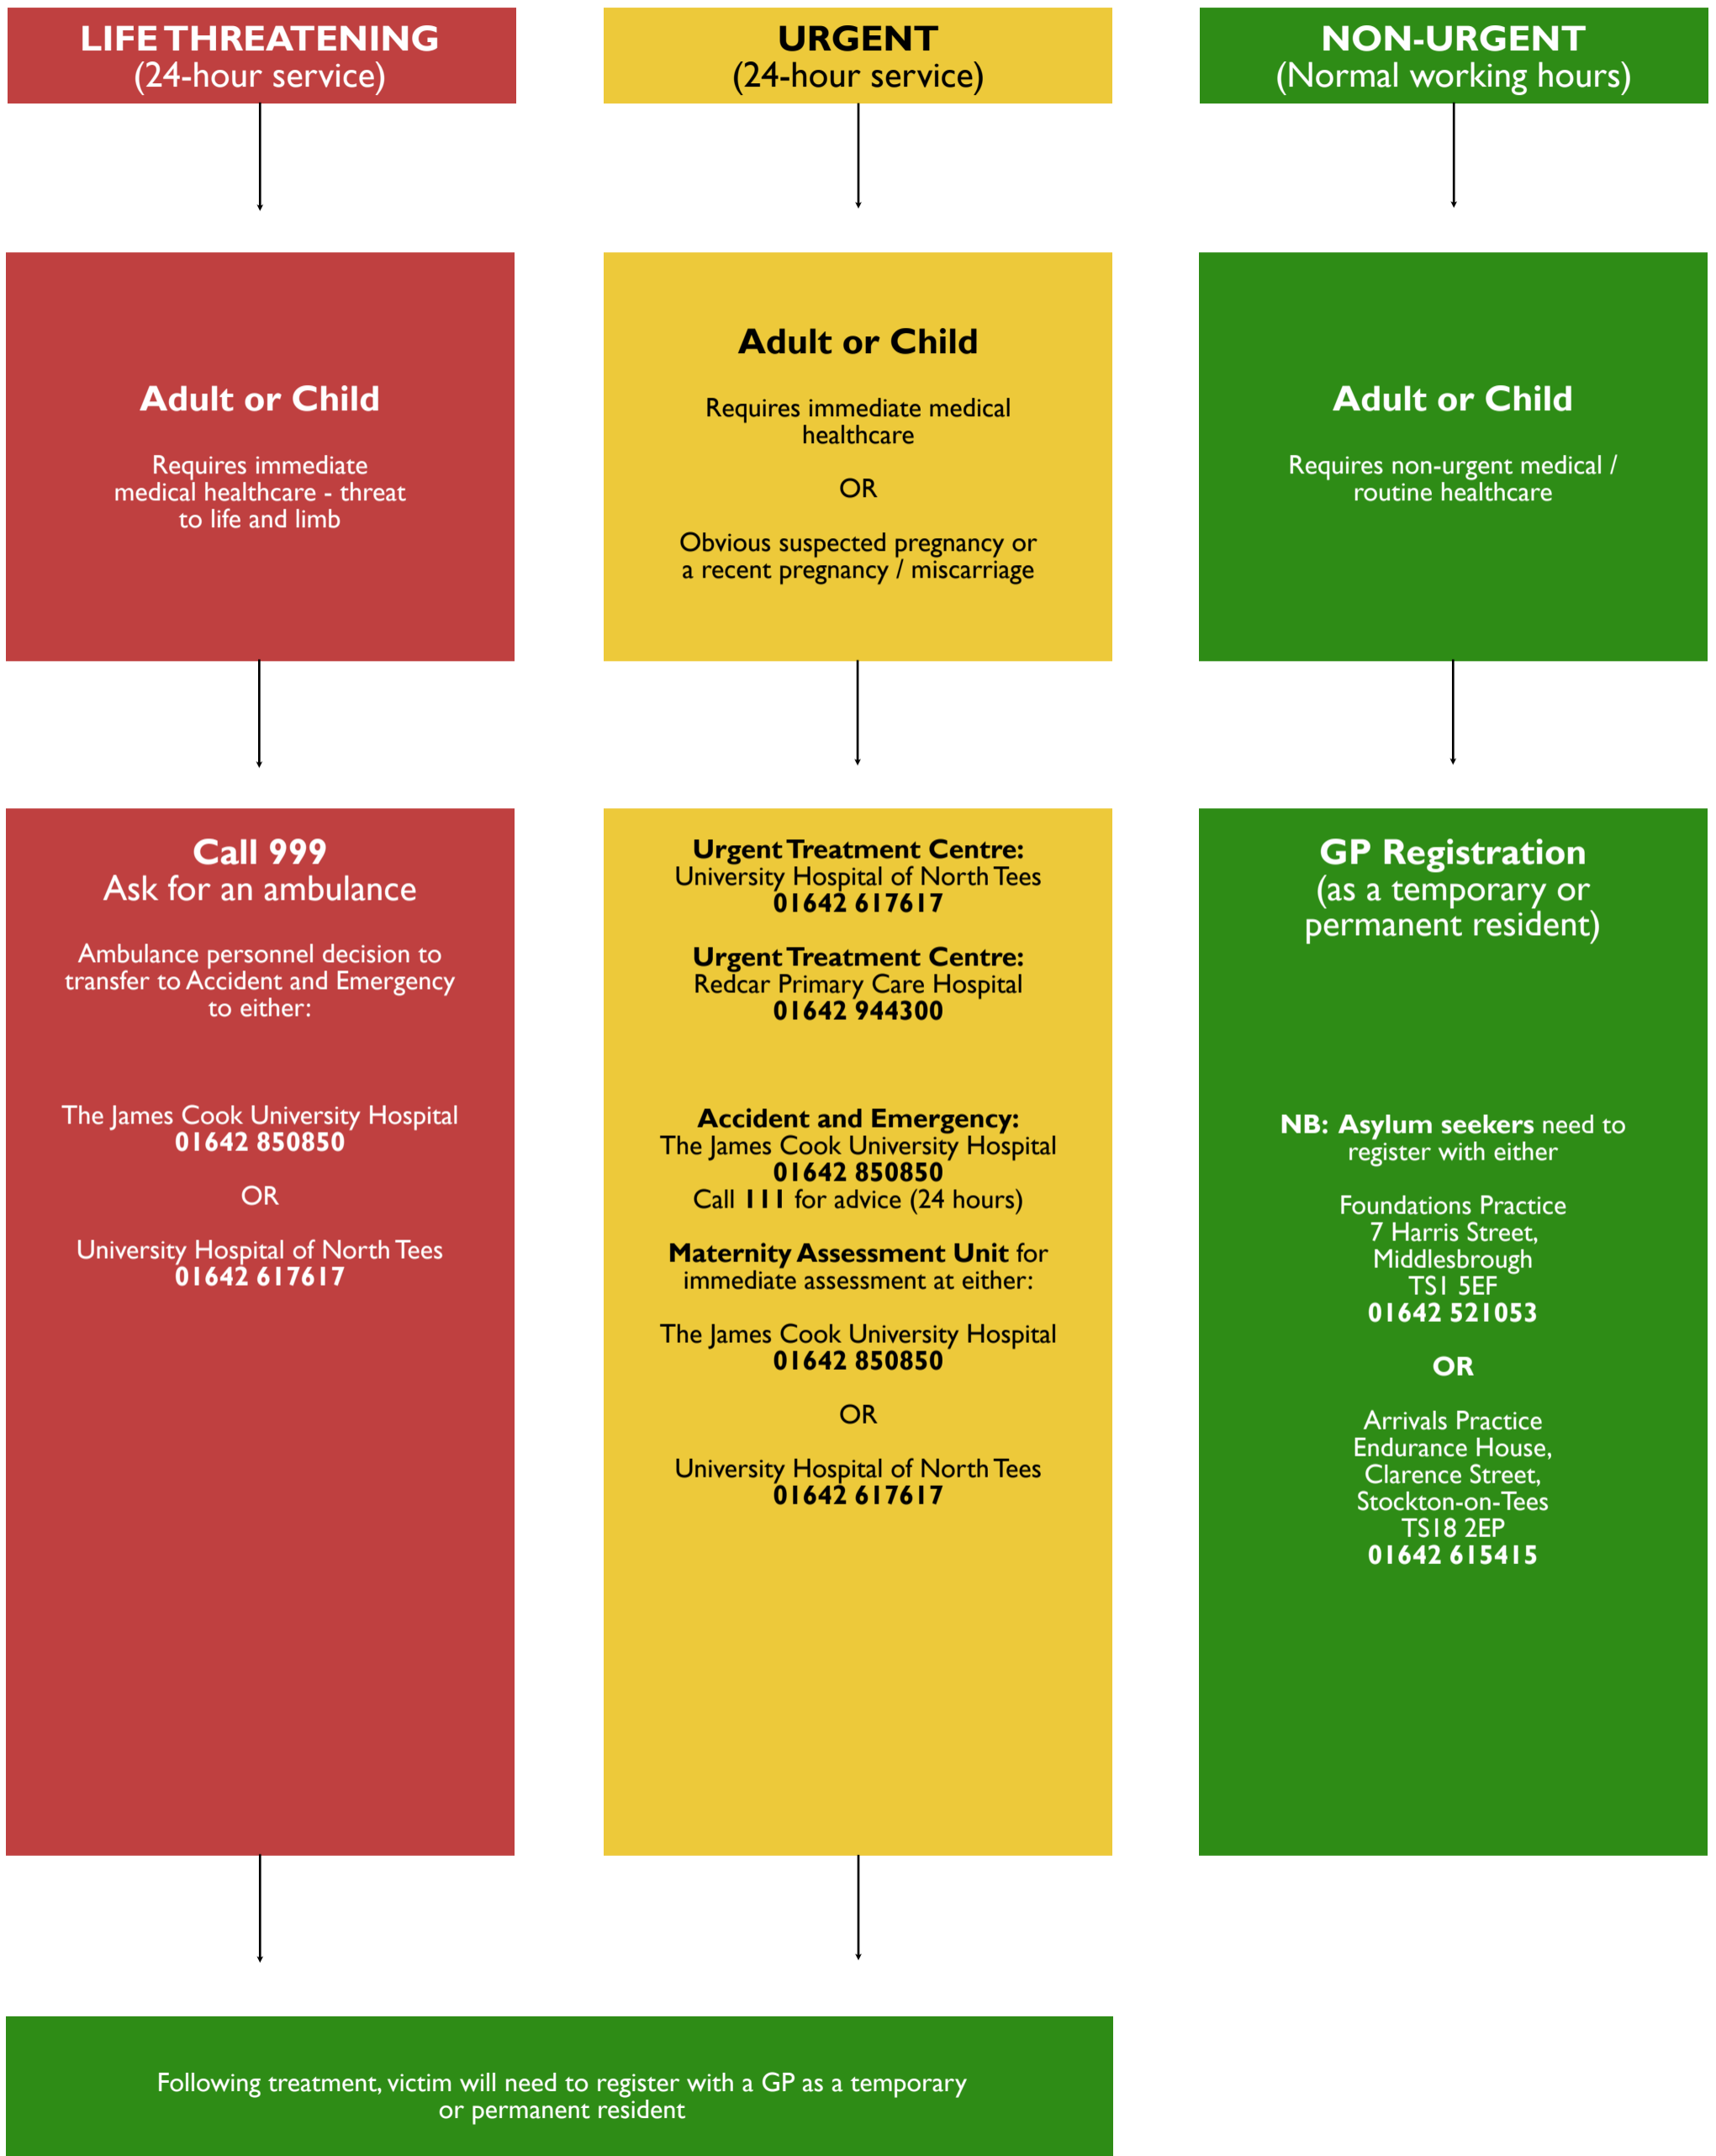 LIFE THREATENING
(24-hour service)
URGENT
(24-hour service)
NON-URGENT
(Normal working hours)
Adult or Child
Requires immediate
medical healthcare - threat
to life and limb
Adult or Child
Requires immediate medical
healthcare
OR
Obvious suspected pregnancy or
a recent pregnancy / miscarriage
Adult or Child
Requires non-urgent medical /
routine healthcare
Call 999
Ask for an ambulance
Ambulance personnel decision to
transfer to Accident and Emergency
to either:
The James Cook University Hospital
01642 850850
OR
University Hospital of North Tees
01642 617617
Urgent Treatment Centre:
University Hospital of North Tees
01642 617617
Urgent Treatment Centre:
Redcar Primary Care Hospital
01642 944300
Accident and Emergency:
The James Cook University Hospital
01642 850850
Call 111 for advice (24 hours)
Maternity Assessment Unit for
immediate assessment at either:
The James Cook University Hospital
01642 850850
OR
University Hospital of North Tees
01642 617617
GP Registration
(as a temporary or
permanent resident)
NB: Asylum seekers need to
register with either
Foundations Practice
7 Harris Street,
Middlesbrough
TS1 5EF
01642 521053
OR
Arrivals Practice
Endurance House,
Clarence Street,
Stockton-on-Tees
TS18 2EP
01642 615415
Following treatment, victim will need to register with a GP as a temporary
or permanent resident